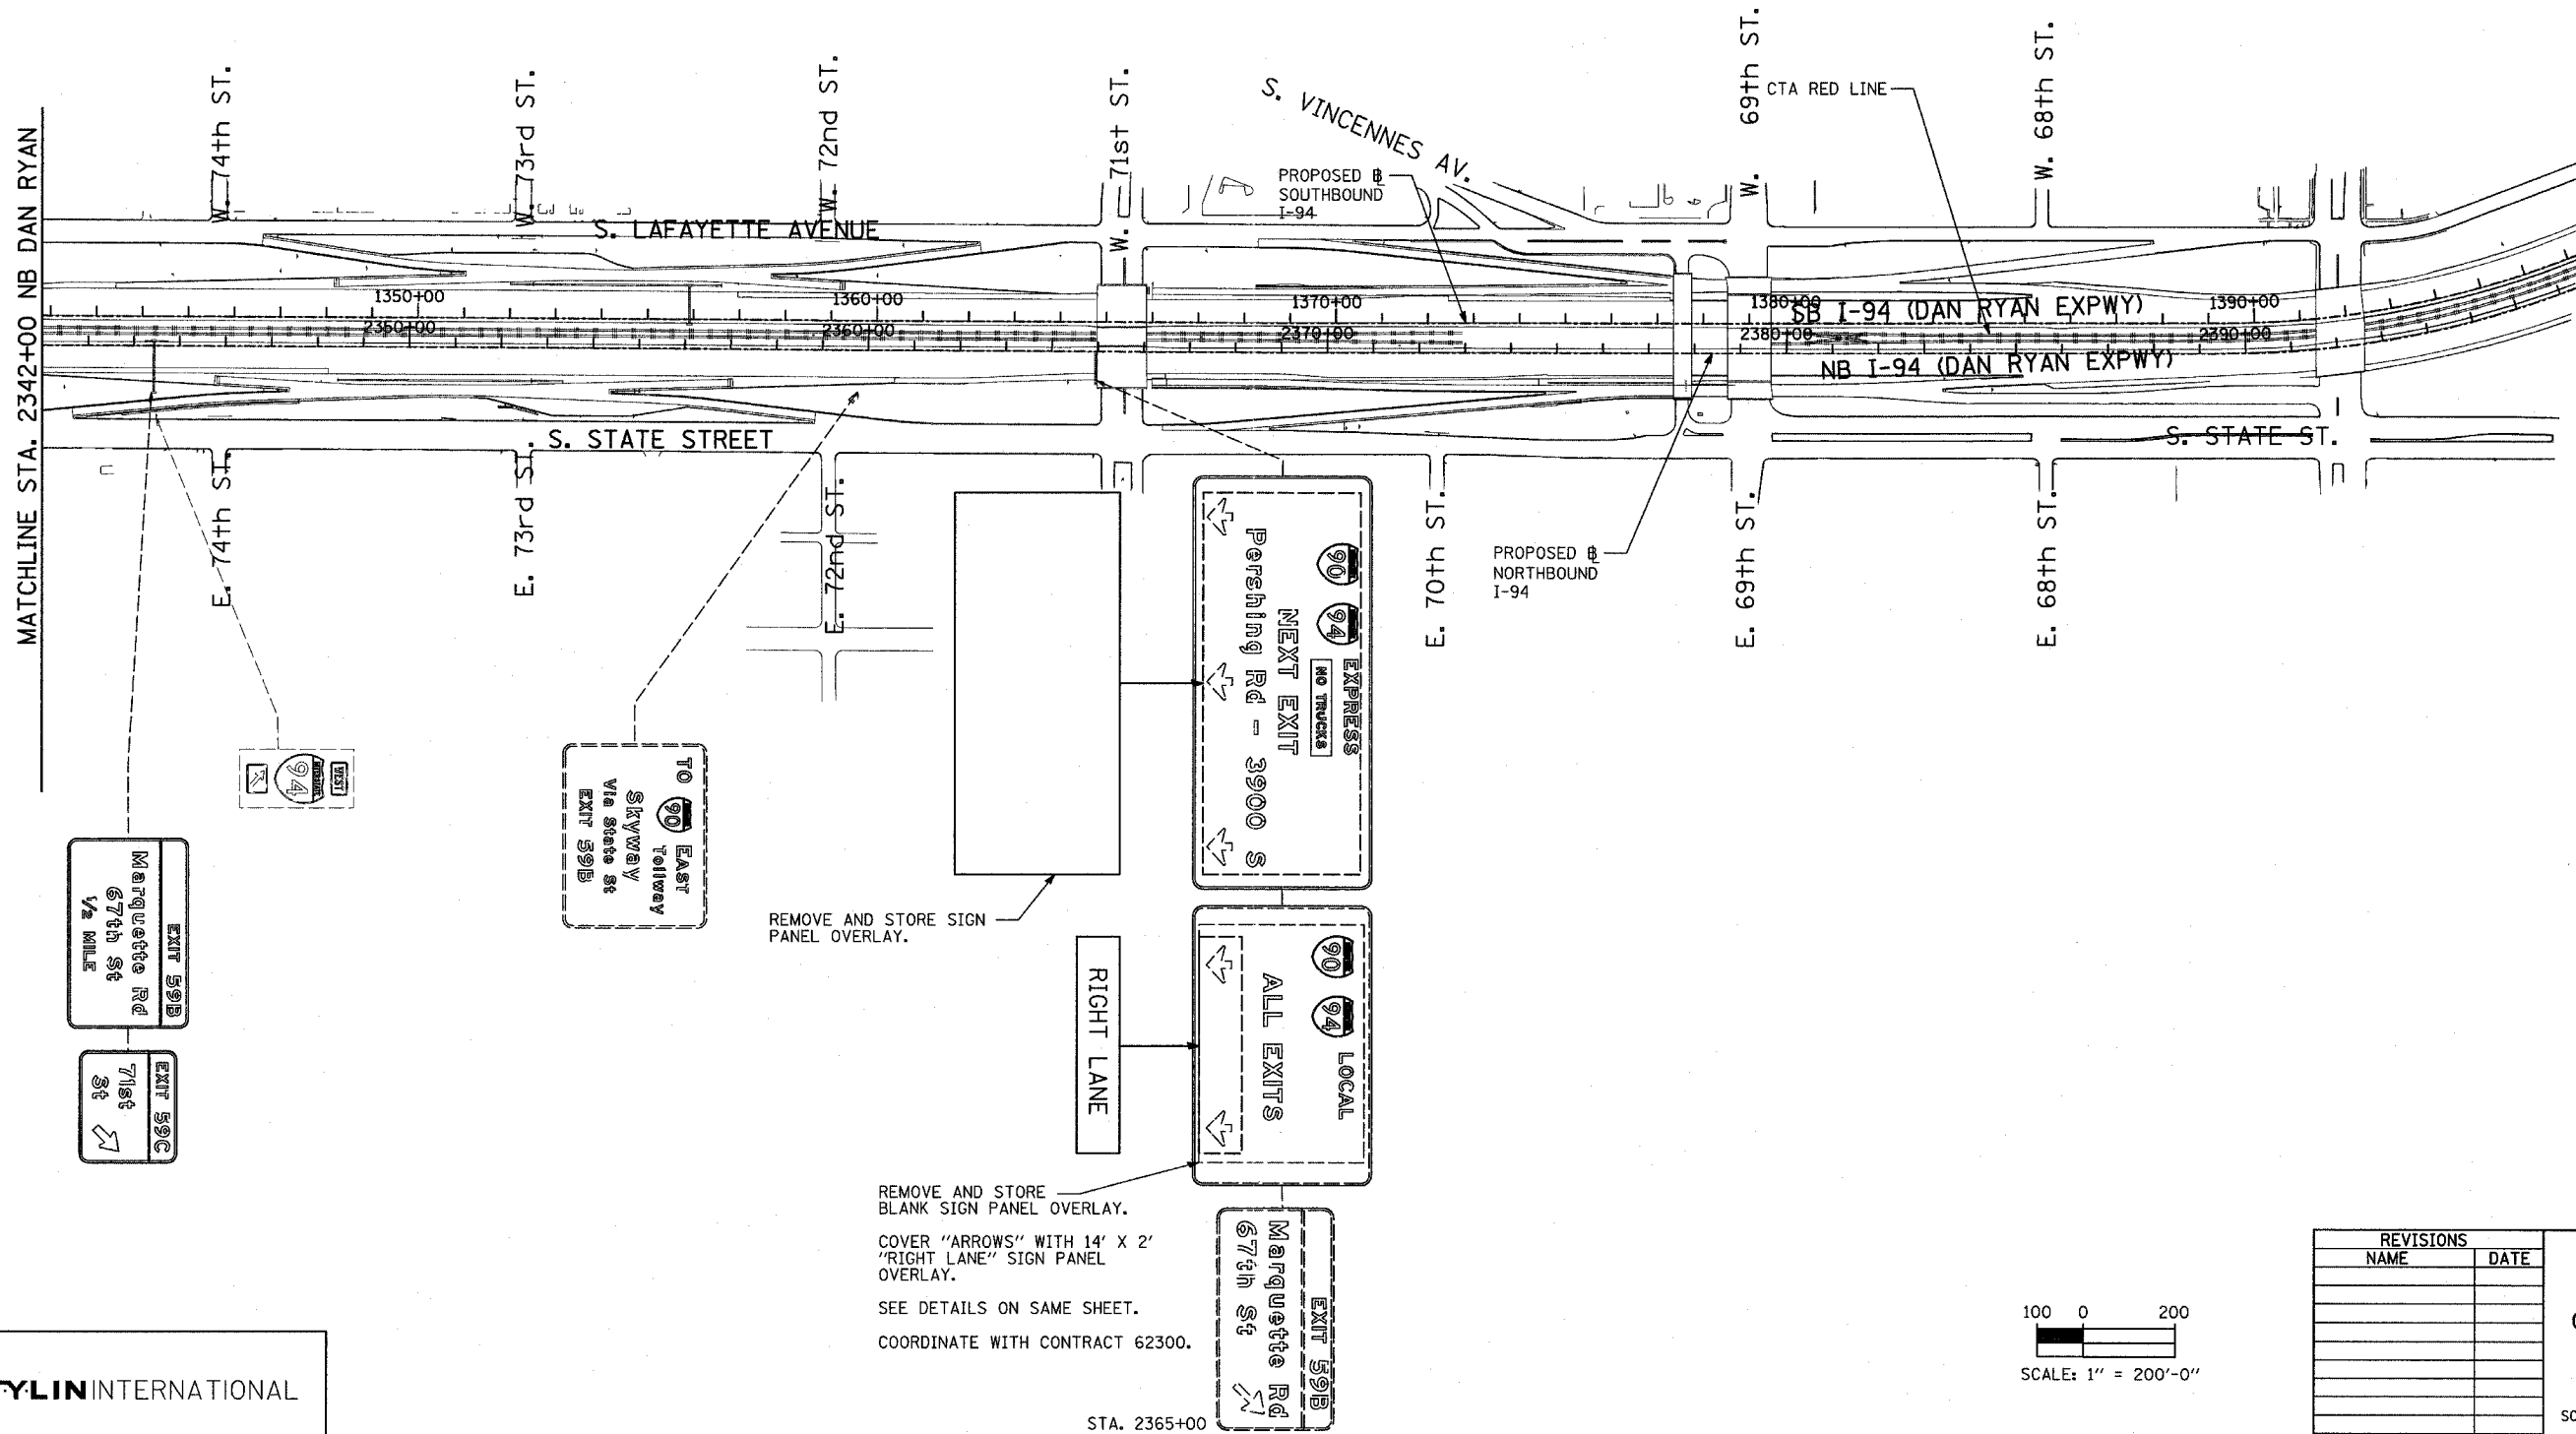 MATCHLINE STA. 2342+00 NB DAN RYAN
W. 74th ST.
W. 73rd ST.
W. 72nd ST.
W. 71st ST.
S. VINCENNES AV.
W. 69th ST.
W. 68th ST.
CTA RED LINE
PROPOSED ℄
SOUTHBOUND
I-94
S. LAFAYETTE AVENUE
1350+00
1360+00
1370+00
1380+00
1390+00
SB I-94 (DAN RYAN EXPWY)
2350+00
2360+00
2370+00
2380+00
2390+00
NB I-94 (DAN RYAN EXPWY)
S. STATE STREET
S. STATE ST.
E. 74th ST.
E. 73rd ST.
E. 72nd ST.
E. 70th ST.
E. 69th ST.
E. 68th ST.
PROPOSED ℄
NORTHBOUND
I-94
WEST
INTERSTATE
94
EXIT 59B
Marquette Rd
67th St
1/2 MILE
EXIT 59C
71st
St
TO 90 EAST
Tollway
Skyway
Via State St
EXIT 59B
REMOVE AND STORE SIGN
PANEL OVERLAY.
90 94 EXPRESS
NO TRUCKS
NEXT EXIT
Pershing Rd - 3900 S
90 94 LOCAL
ALL EXITS
RIGHT LANE
REMOVE AND STORE
BLANK SIGN PANEL OVERLAY.
COVER "ARROWS" WITH 14' X 2'
"RIGHT LANE" SIGN PANEL
OVERLAY.
SEE DETAILS ON SAME SHEET.
COORDINATE WITH CONTRACT 62300.
EXIT 59B
Marquette Rd
67th St
STA. 2365+00
100 0 200
SCALE: 1" = 200'-0"
REVISIONS
NAME DATE
YLININTERNATIONAL